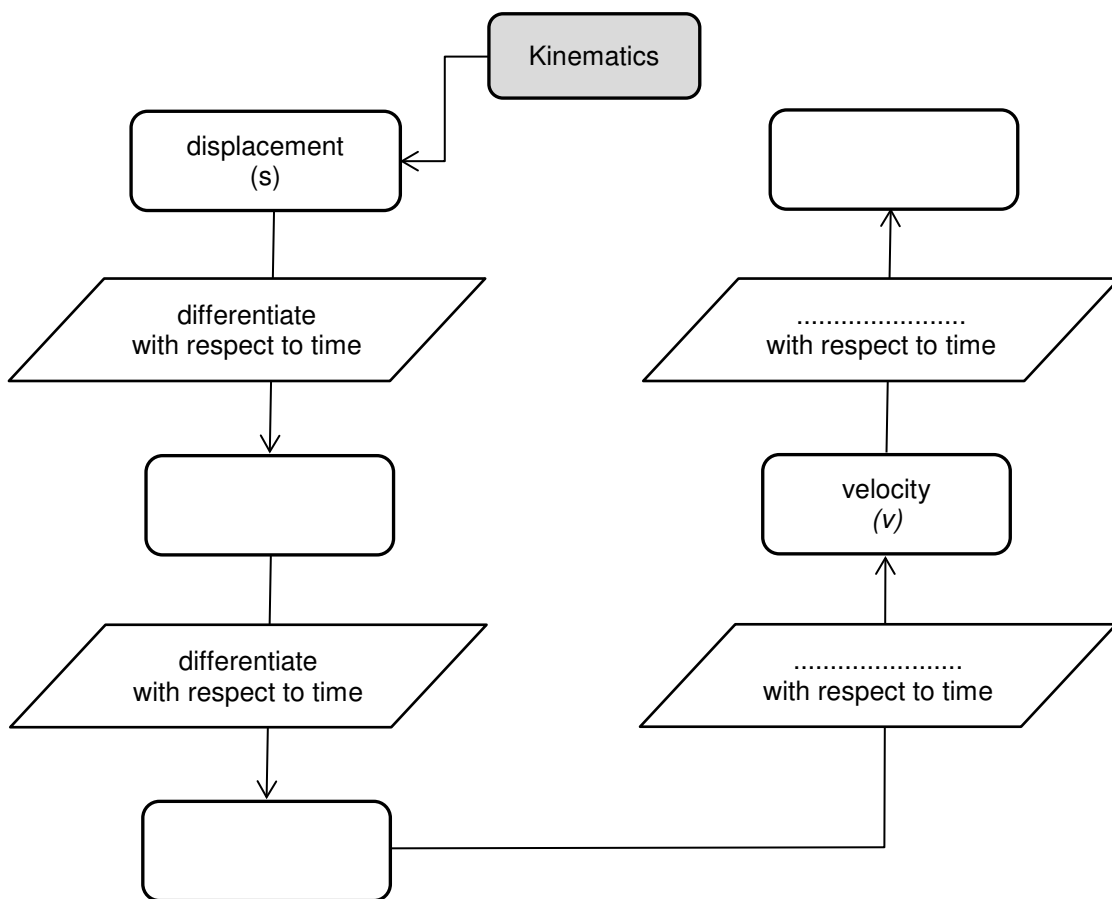 Kinematics
displacement
(s)
differentiate
with respect to time
differentiate
with respect to time
velocity
(v)
.......................
with respect to time
.......................
with respect to time